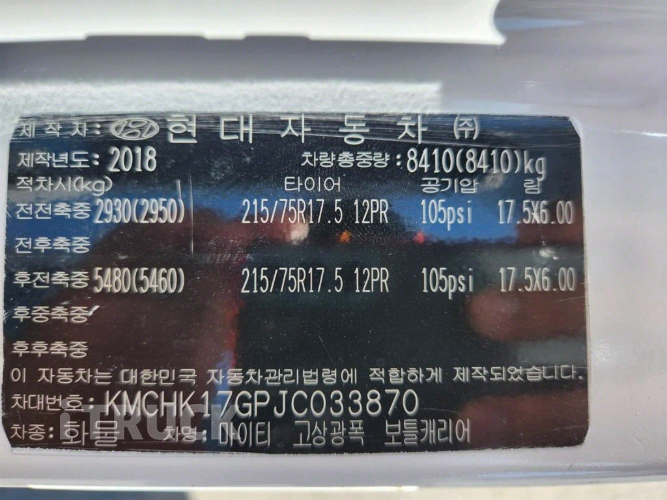 제작자: 현대자동차㈜
제작년도: 2018 차량총중량: 8410(8410)kg
적차시(kg) 타이어 공기압 림
전전축중 2930(2950) 215/75R17.5 12PR 105psi 17.5X6.00
전후축중
후전축중 5480(5460) 215/75R17.5 12PR 105psi 17.5X6.00
후중축중
후후축중
이 자동차는 대한민국 자동차관리법령에 적합하게 제작되었습니다.
차대번호: KMCHK17GPJC033870
차종: 화물 차명: 마이티 고상광폭 보틀캐리어
TRUCK